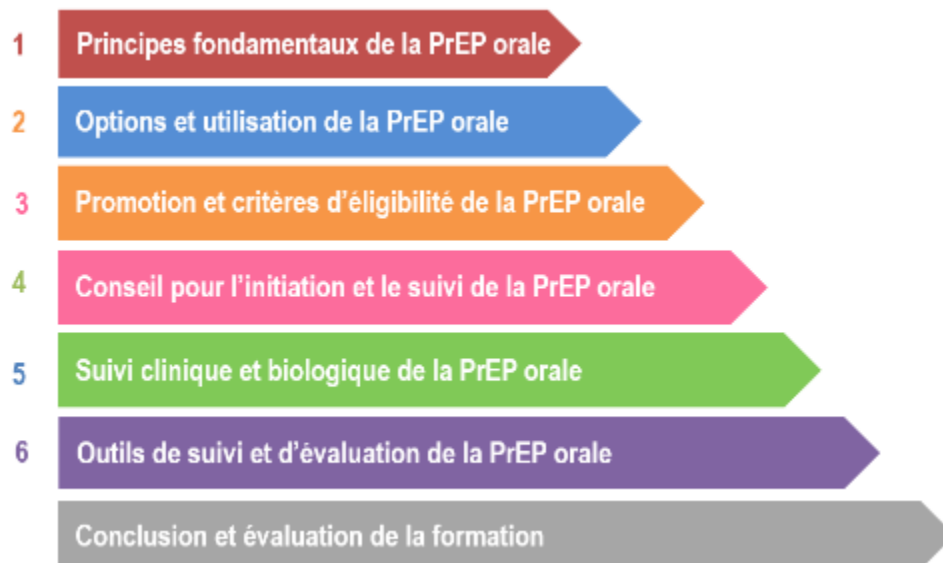 1 Principes fondamentaux de la PrEP orale
2 Options et utilisation de la PrEP orale
3 Promotion et critères d'éligibilité de la PrEP orale
4 Conseil pour l'initiation et le suivi de la PrEP orale
5 Suivi clinique et biologique de la PrEP orale
6 Outils de suivi et d'évaluation de la PrEP orale
Conclusion et évaluation de la formation